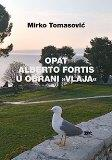 Mirko Tomasović
OPAT
ALBERTO FORTIS
U OBRANI »VLAJA«